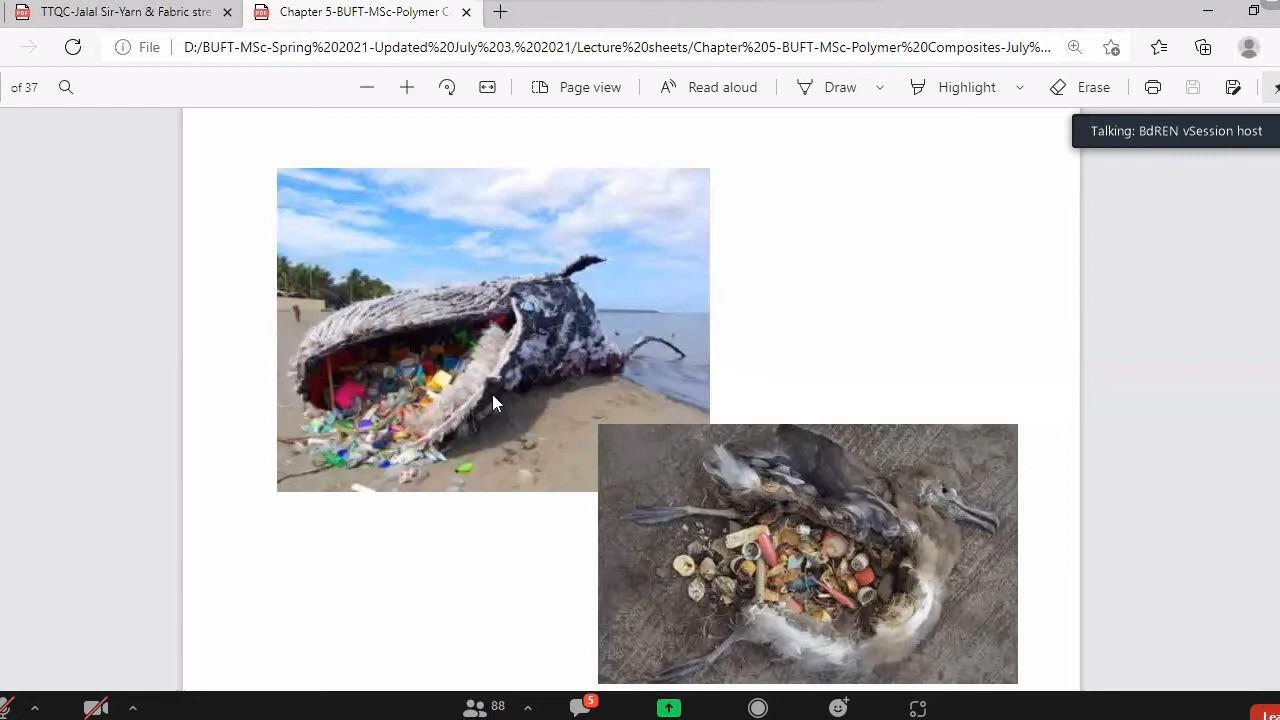 TTQC-Jalal Sir-Yarn & Fabric stre
Chapter 5-BUFT-MSc-Polymer C
File
D:/BUFT-MSc-Spring%202021-Updated%20July%203,%202021/Lecture%20sheets/Chapter%205-BUFT-MSc-Polymer%20Composites-July%...
of 37
Page view
Read aloud
Draw
Highlight
Erase
Talking: BdREN vSession host
88
5